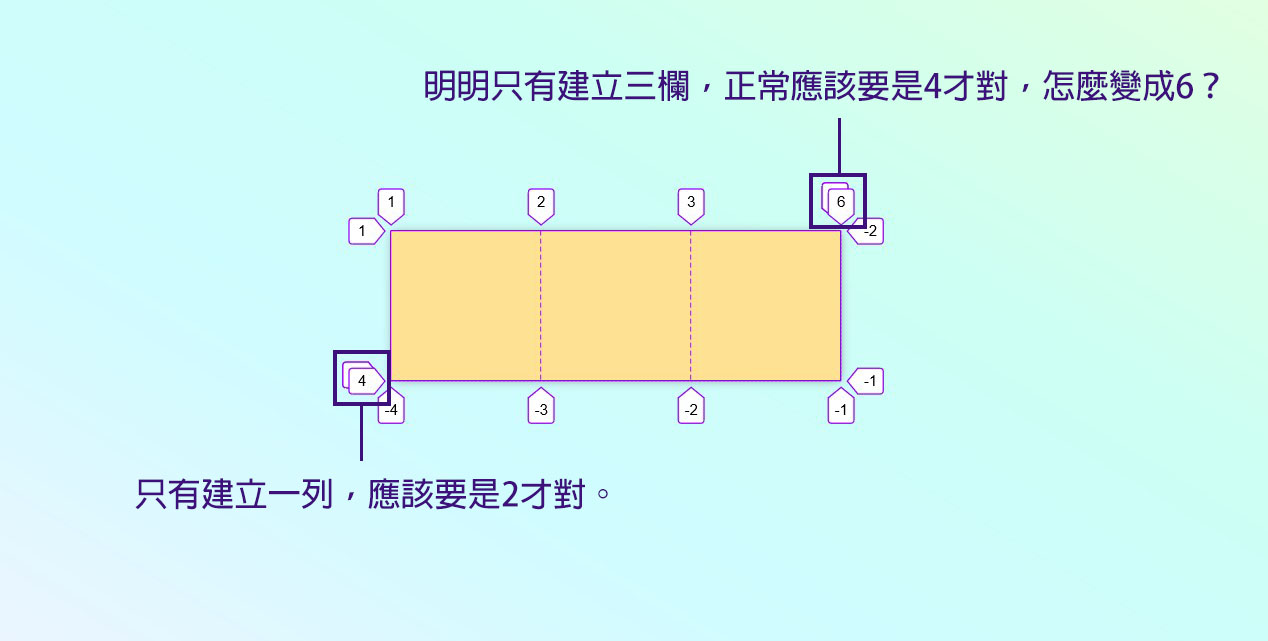 明明只有建立三欄，正常應該要是4才對，怎麼變成6？
1 2 3 6
1 -2
4 -1
-4 -3 -2 -1
只有建立一列，應該要是2才對。